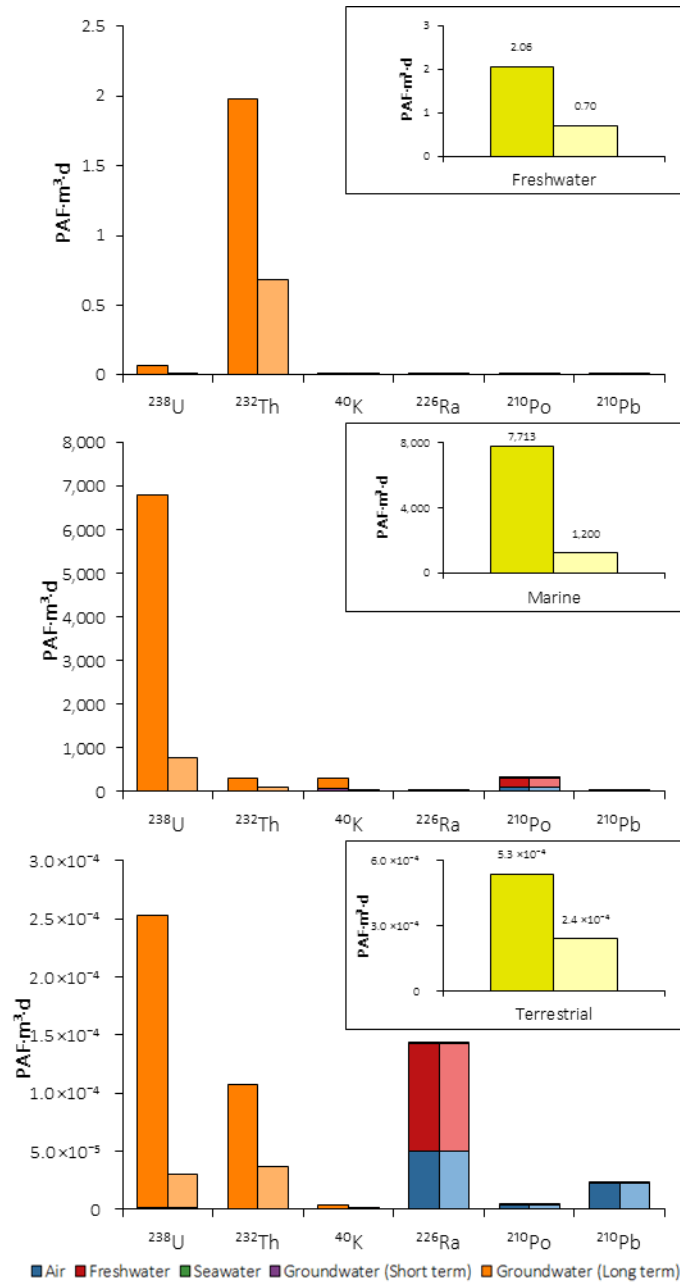 2.5
2
1.5
1
0.5
0
PAF·m³·d
²³⁸U ²³²Th ⁴⁰K ²²⁶Ra ²¹⁰Po ²¹⁰Pb
3
2
1
0
PAF·m³·d
2.06
0.70
Freshwater
8,000
7,000
6,000
5,000
4,000
3,000
2,000
1,000
0
PAF·m³·d
²³⁸U ²³²Th ⁴⁰K ²²⁶Ra ²¹⁰Po ²¹⁰Pb
8,000
4,000
0
PAF·m³·d
7,713
1,200
Marine
3.0×10⁻⁴
2.5×10⁻⁴
2.0×10⁻⁴
1.5×10⁻⁴
1.0×10⁻⁴
5.0×10⁻⁵
0
PAF·m³·d
²³⁸U ²³²Th ⁴⁰K ²²⁶Ra ²¹⁰Po ²¹⁰Pb
6.0 ×10⁻⁴
3.0 ×10⁻⁴
0
PAF·m³·d
5.3 ×10⁻⁴
2.4 ×10⁻⁴
Terrestrial
Air Freshwater Seawater Groundwater (Short term) Groundwater (Long term)